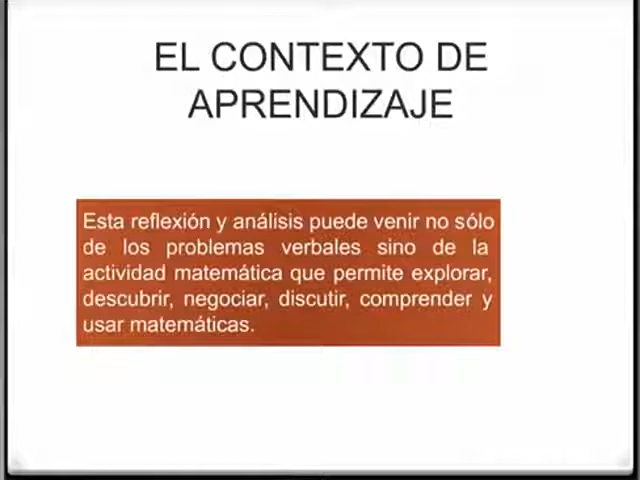 EL CONTEXTO DE
APRENDIZAJE
Esta reflexión y análisis puede venir no sólo
de los problemas verbales sino de la
actividad matemática que permite explorar,
descubrir, negociar, discutir, comprender y
usar matemáticas.